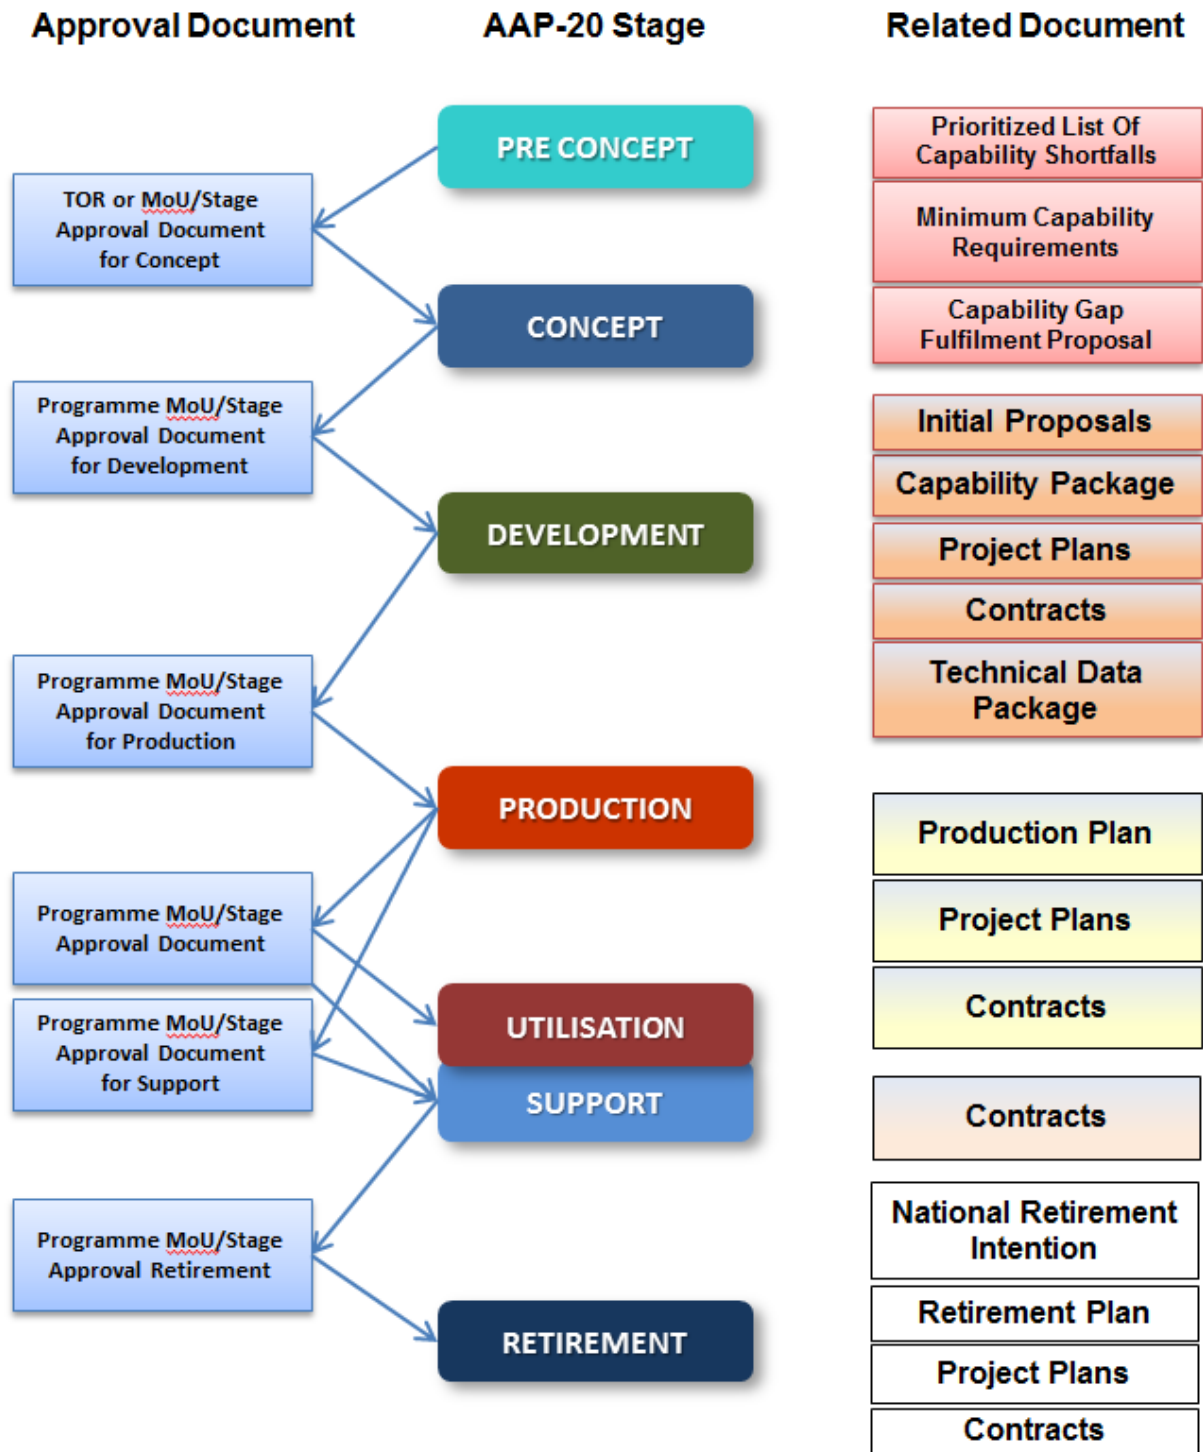 Approval Document
AAP-20 Stage
Related Document
PRE CONCEPT
Prioritized List Of
Capability Shortfalls
TOR or MoU/Stage
Approval Document
for Concept
Minimum Capability
Requirements
CONCEPT
Capability Gap
Fulfilment Proposal
Programme MoU/Stage
Approval Document
for Development
Initial Proposals
Capability Package
DEVELOPMENT
Project Plans
Contracts
Programme MoU/Stage
Approval Document
for Production
Technical Data
Package
PRODUCTION
Production Plan
Programme MoU/Stage
Approval Document
Project Plans
Programme MoU/Stage
Approval Document
for Support
UTILISATION
Contracts
SUPPORT
Contracts
Programme MoU/Stage
Approval Retirement
National Retirement
Intention
RETIREMENT
Retirement Plan
Project Plans
Contracts